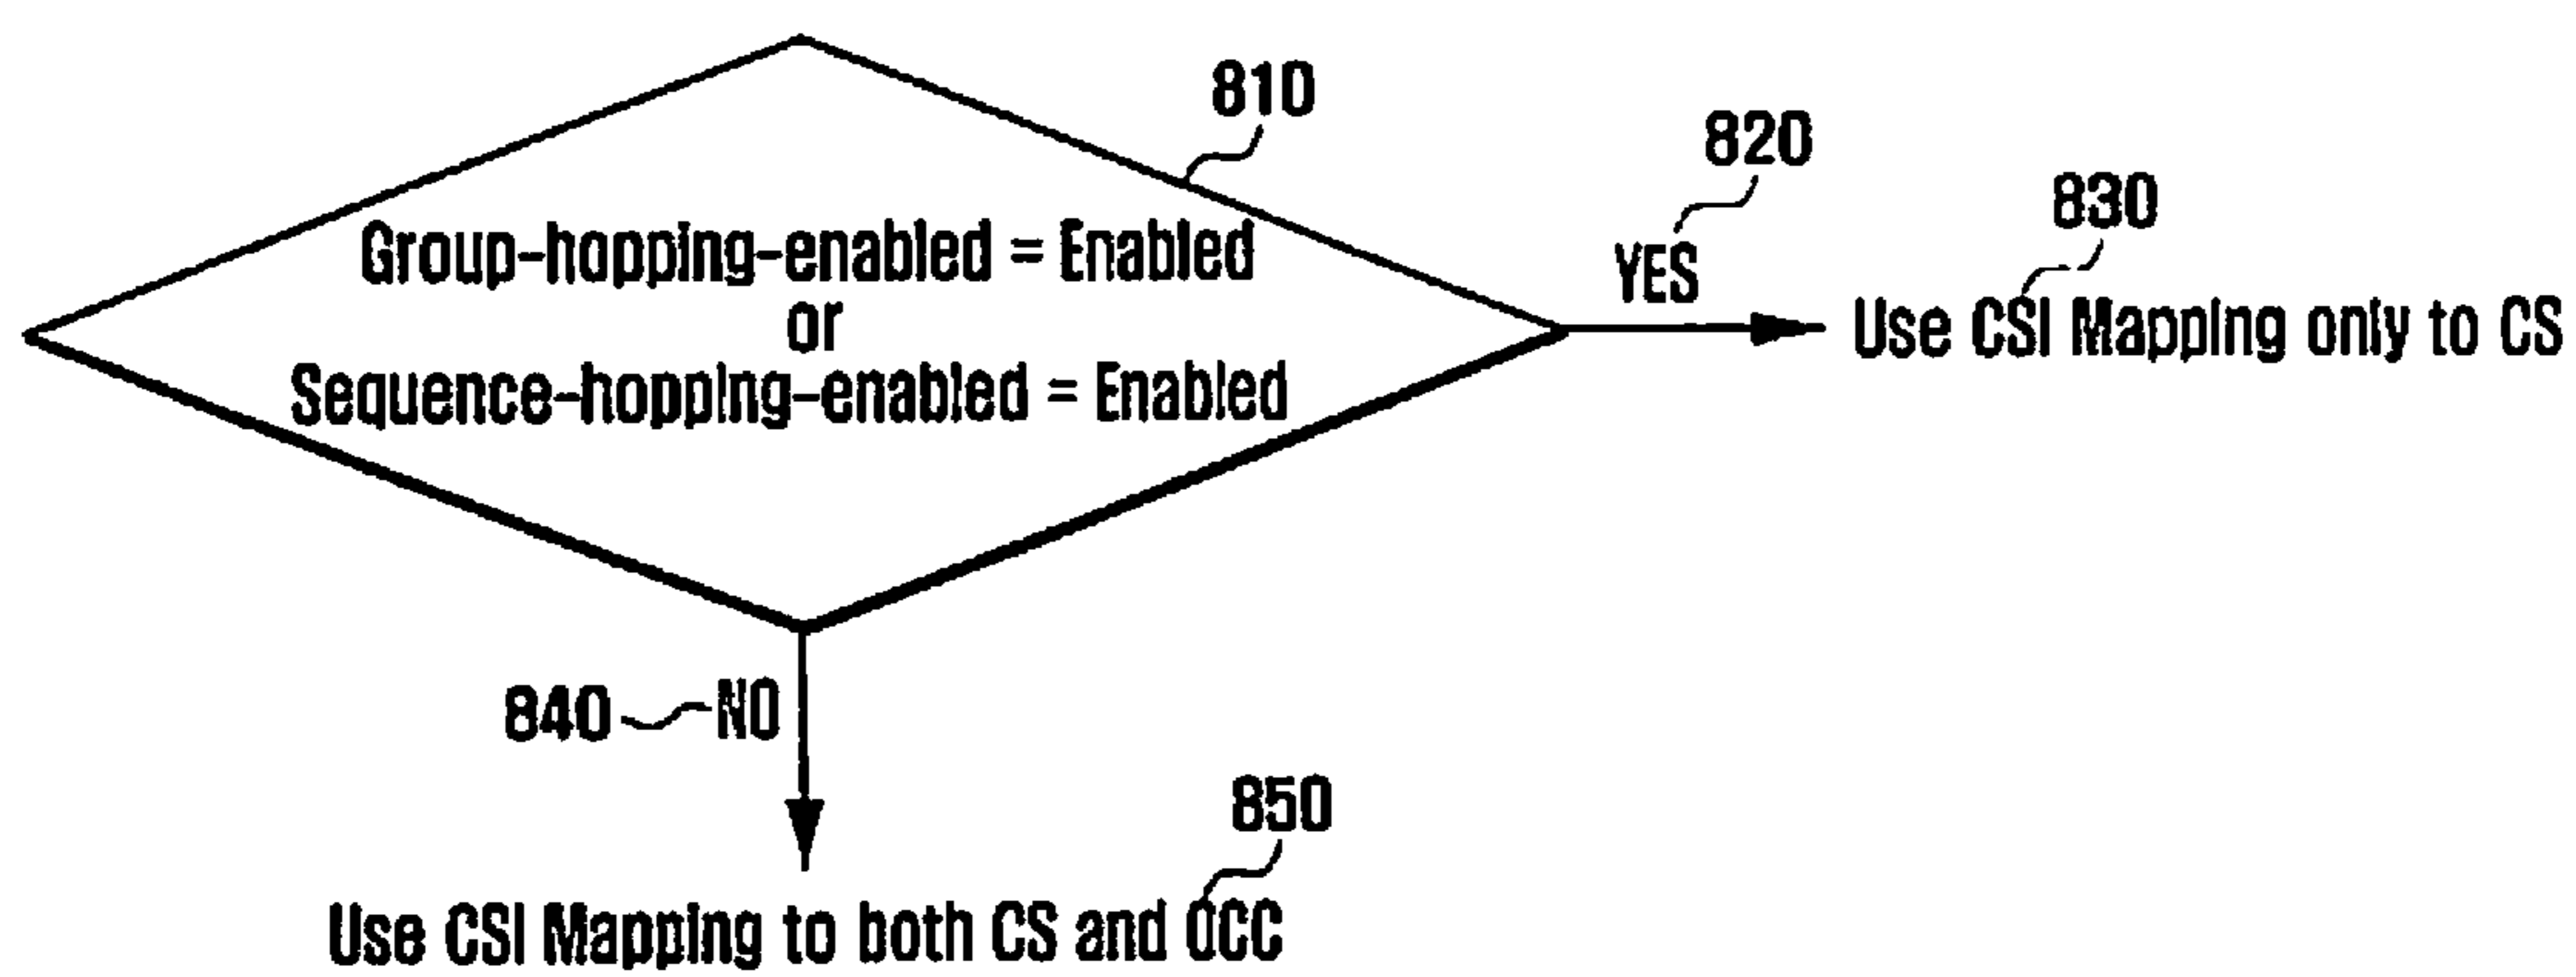 810
820
830
Group-hopping-enabled = Enabled
or
Sequence-hopping-enabled = Enabled
YES
Use CSI Mapping only to CS
840
NO
850
Use CSI Mapping to both CS and OCC